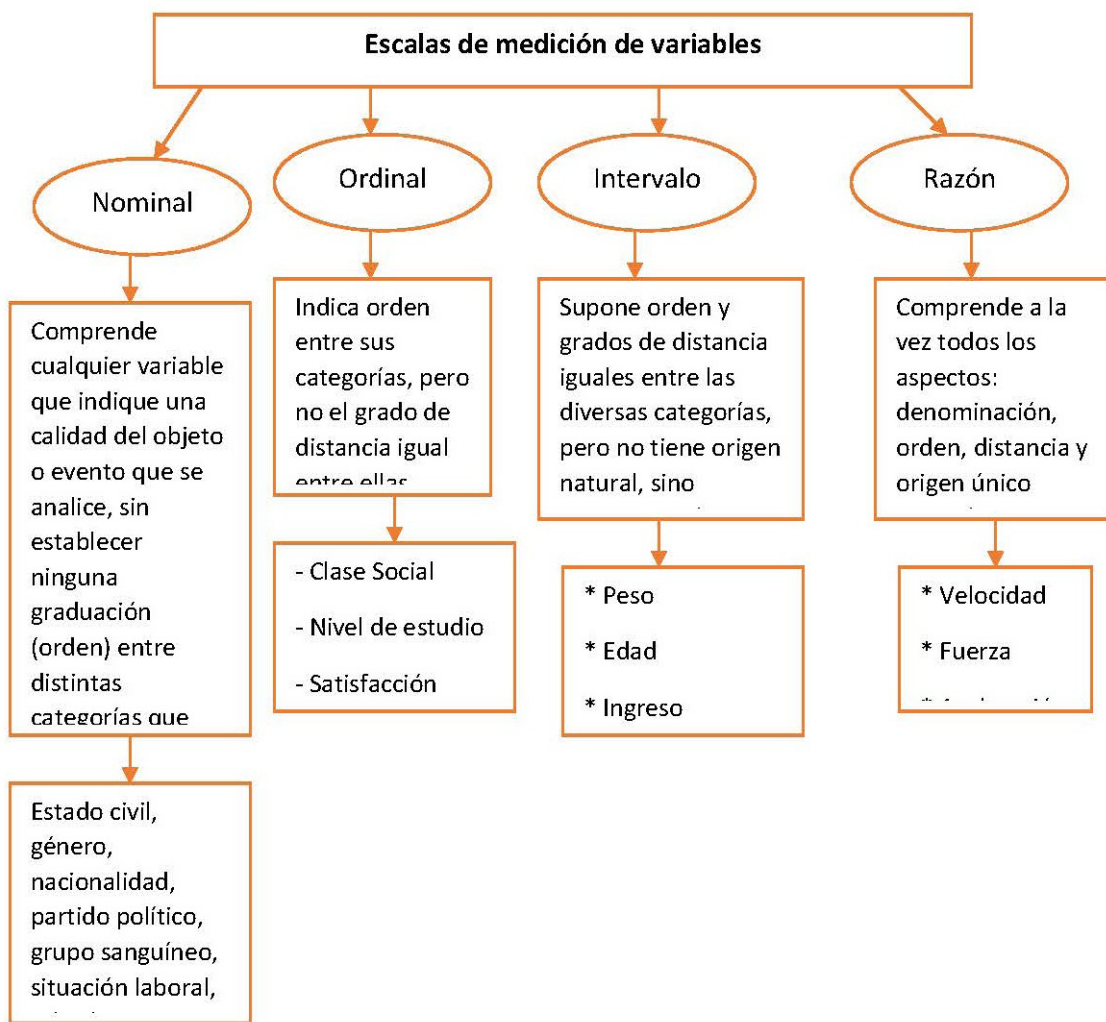 Escalas de medición de variables
Nominal
Ordinal
Intervalo
Razón
Comprende
cualquier variable
que indique una
calidad del objeto
o evento que se
analice, sin
establecer
ninguna
graduación
(orden) entre
distintas
categorías que
Indica orden
entre sus
categorías, pero
no el grado de
distancia igual
entre ellas
Supone orden y
grados de distancia
iguales entre las
diversas categorías,
pero no tiene origen
natural, sino
Comprende a la
vez todos los
aspectos:
denominación,
orden, distancia y
origen único
- Clase Social
- Nivel de estudio
- Satisfacción
* Peso
* Edad
* Ingreso
* Velocidad
* Fuerza
Estado civil,
género,
nacionalidad,
partido político,
grupo sanguíneo,
situación laboral,